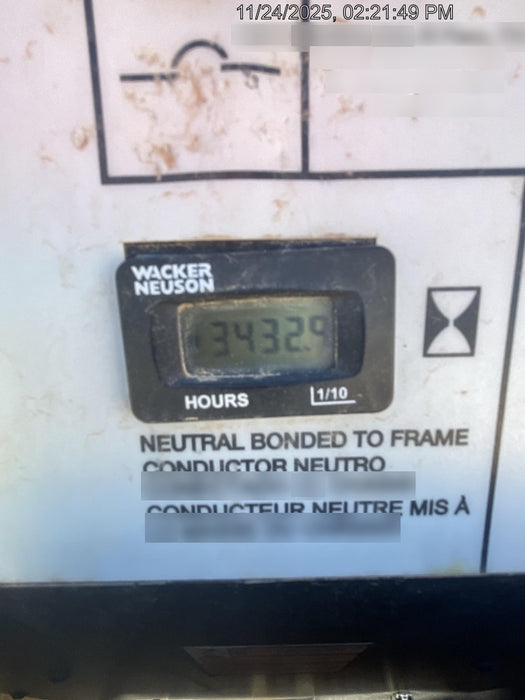 11/24/2025, 02:21:49 PM
WACKER
NEUSON
3432.9
HOURS 1/10
NEUTRAL BONDED TO FRAME
CONDUCTOR NEUTRO
CONDUCTEUR NEUTRE MIS À